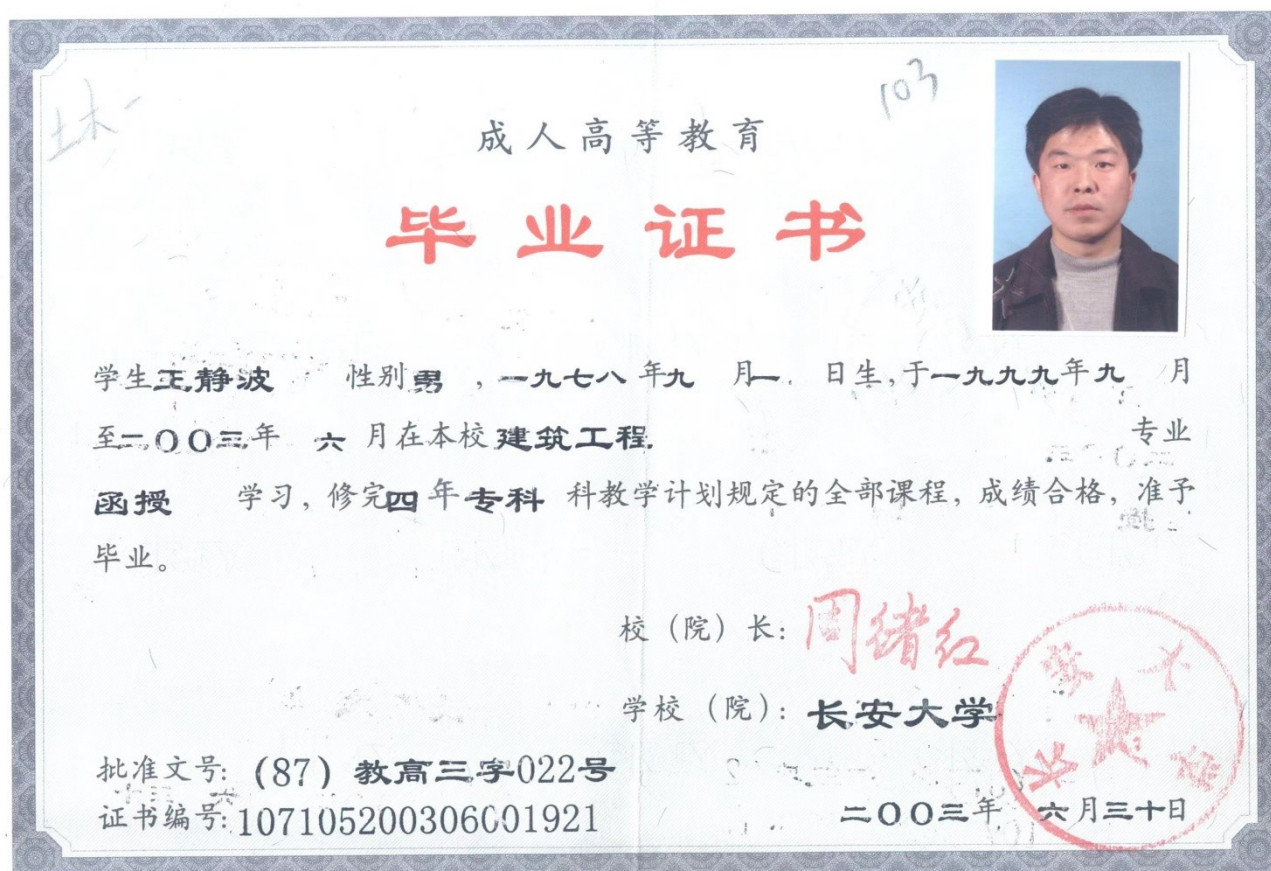 土木一
103
成人高等教育
毕业证书
学生王静波 性别男，一九七八年九月一日生，于一九九九年九月
至二〇〇三年六月在本校建筑工程 专业
函授 学习，修完四年专科科教学计划规定的全部课程，成绩合格，准予
毕业。
校（院）长：周绪红
学校（院）：长安大学
长安大学
批准文号：(87)教高三字022号
证书编号：107105200306001921
二〇〇三年六月三十日